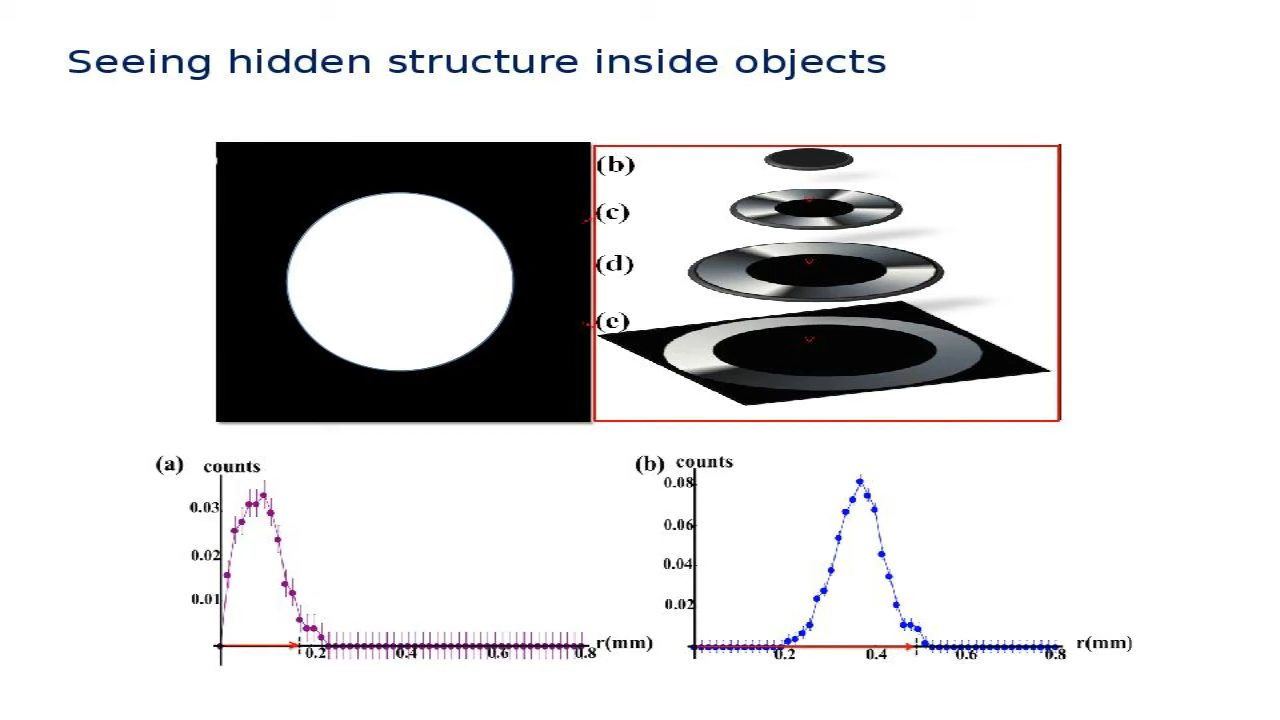 Seeing hidden structure inside objects
(b)
(c)
(d)
(c)
(a) counts
0.03
0.02
0.01
0.2 0.4 0.6 0.8 r(mm)
(b) counts
0.08
0.06
0.04
0.02
0.2 0.4 0.6 0.8 r(mm)